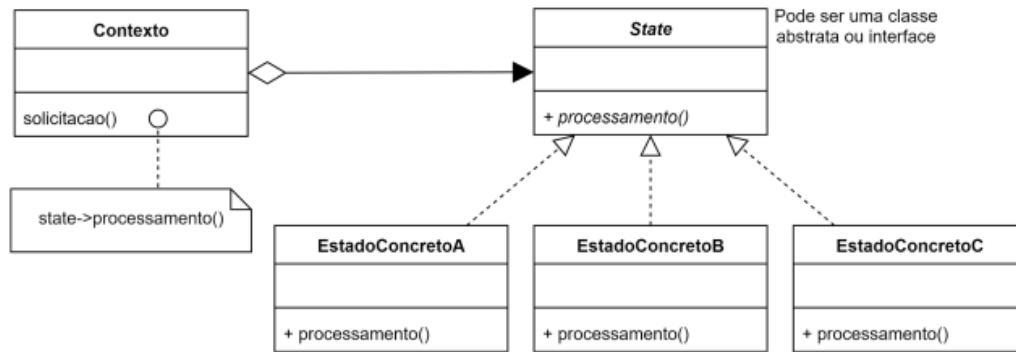 Contexto
solicitacao()
state->processamento()
State
+ processamento()
Pode ser uma classe
abstrata ou interface
EstadoConcretoA
+ processamento()
EstadoConcretoB
+ processamento()
EstadoConcretoC
+ processamento()